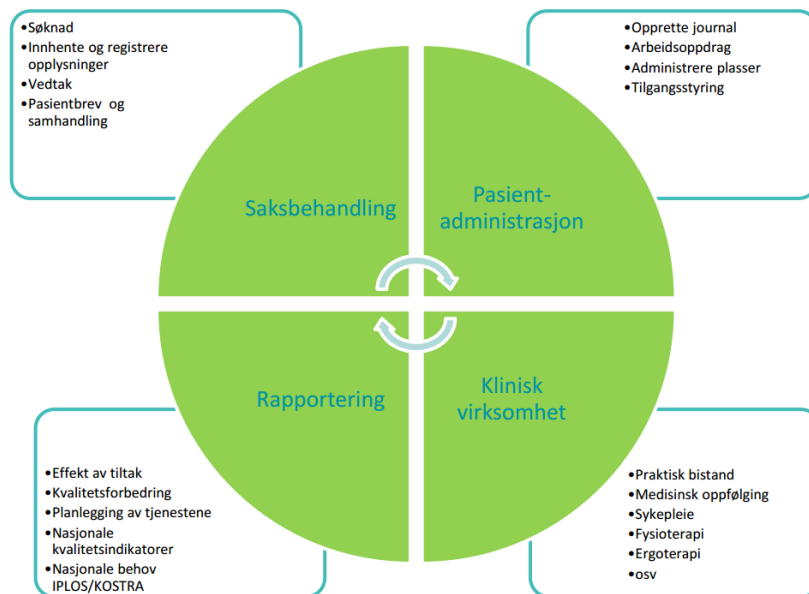 •Søknad
•Innhente og registrere
opplysninger
•Vedtak
•Pasientbrev og
samhandling
•Opprette journal
•Arbeidsoppdrag
•Administrere plasser
•Tilgangsstyring
Saksbehandling
Pasient-
administrasjon
Rapportering
Klinisk
virksomhet
•Effekt av tiltak
•Kvalitetsforbedring
•Planlegging av tjenestene
•Nasjonale
kvalitetsindikatorer
•Nasjonale behov
IPLOS/KOSTRA
•Praktisk bistand
•Medisinsk oppfølging
•Sykepleie
•Fysioterapi
•Ergoterapi
•osv